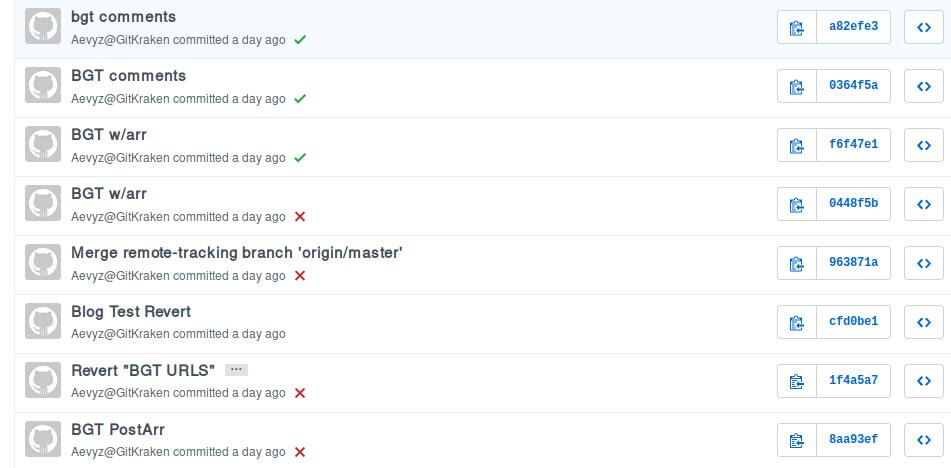 bgt comments
Aevyz@GitKraken committed a day ago
a82efe3
BGT comments
Aevyz@GitKraken committed a day ago
0364f5a
BGT w/arr
Aevyz@GitKraken committed a day ago
f6f47e1
BGT w/arr
Aevyz@GitKraken committed a day ago
0448f5b
Merge remote-tracking branch 'origin/master'
Aevyz@GitKraken committed a day ago
963871a
Blog Test Revert
Aevyz@GitKraken committed a day ago
cfd0be1
Revert "BGT URLS" ...
Aevyz@GitKraken committed a day ago
1f4a5a7
BGT PostArr
Aevyz@GitKraken committed a day ago
8aa93ef